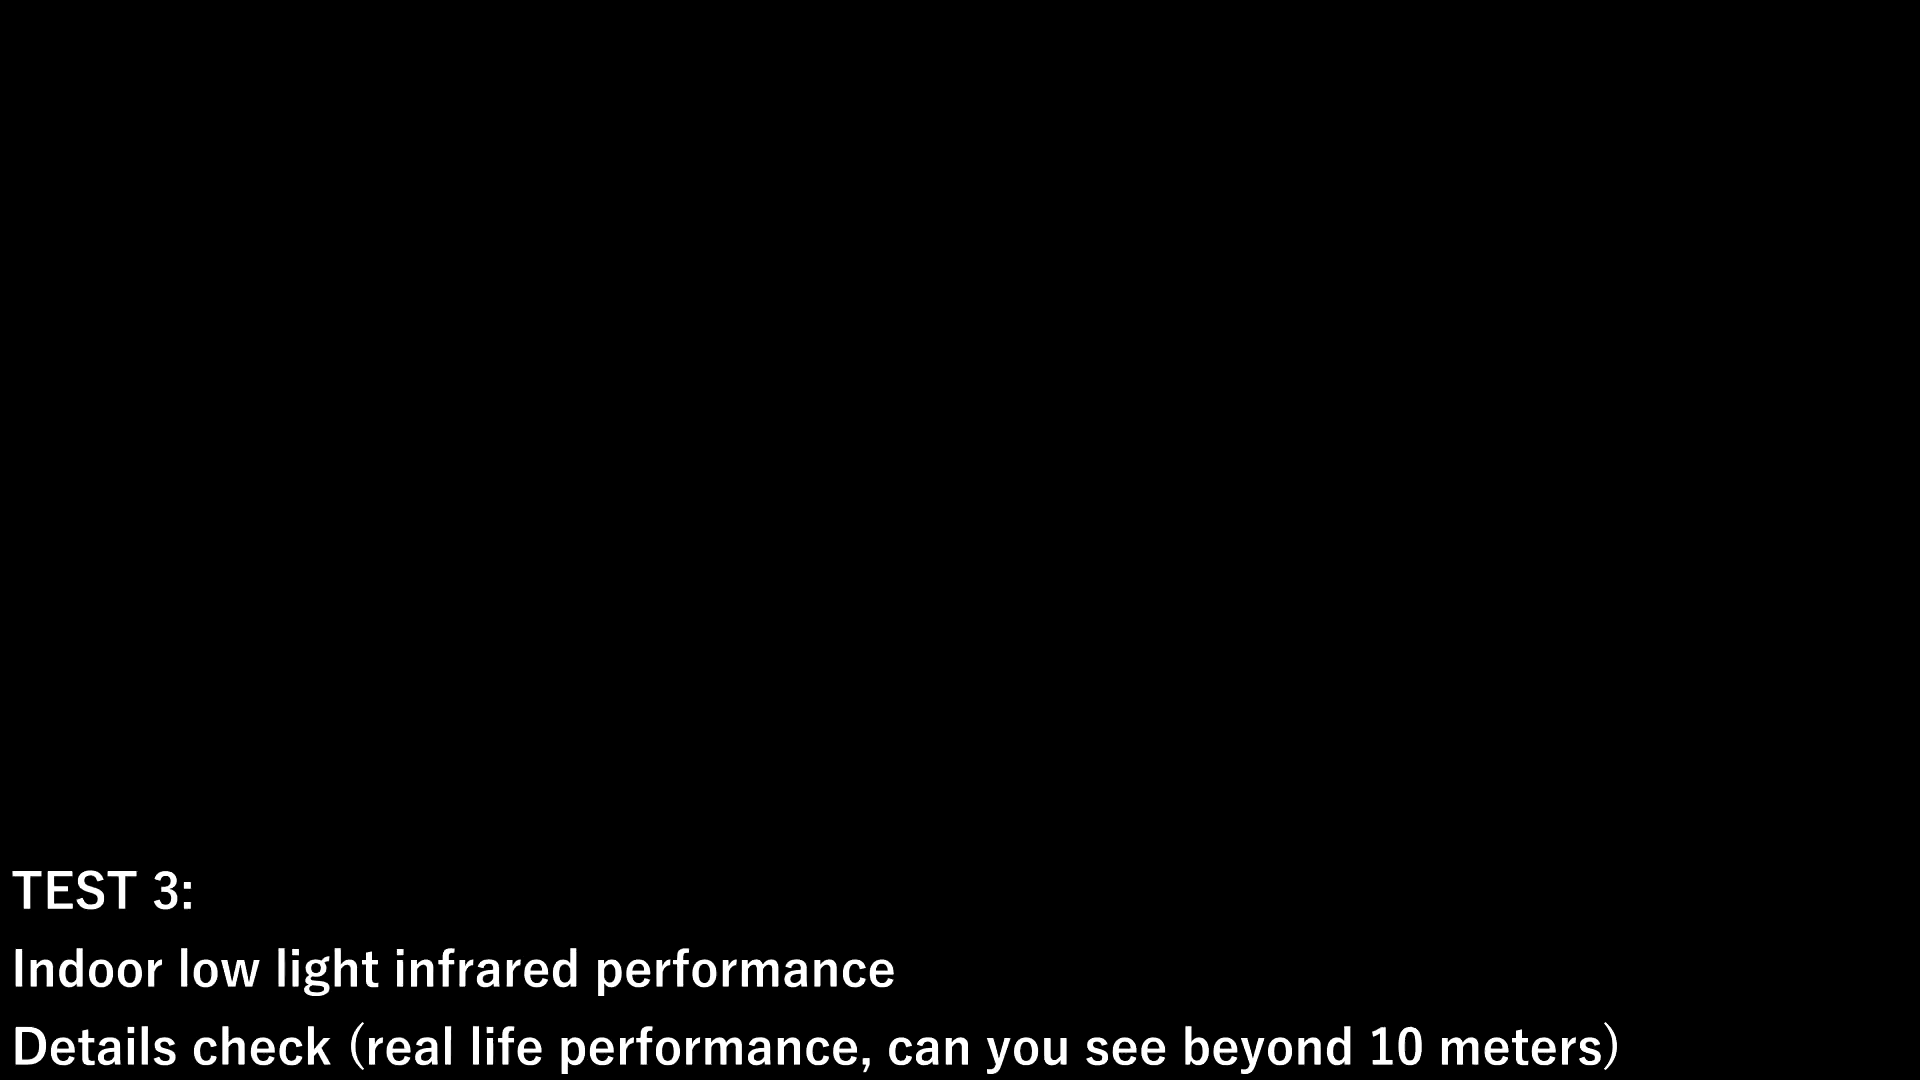 TEST 3:
Indoor low light infrared performance
Details check (real life performance, can you see beyond 10 meters)